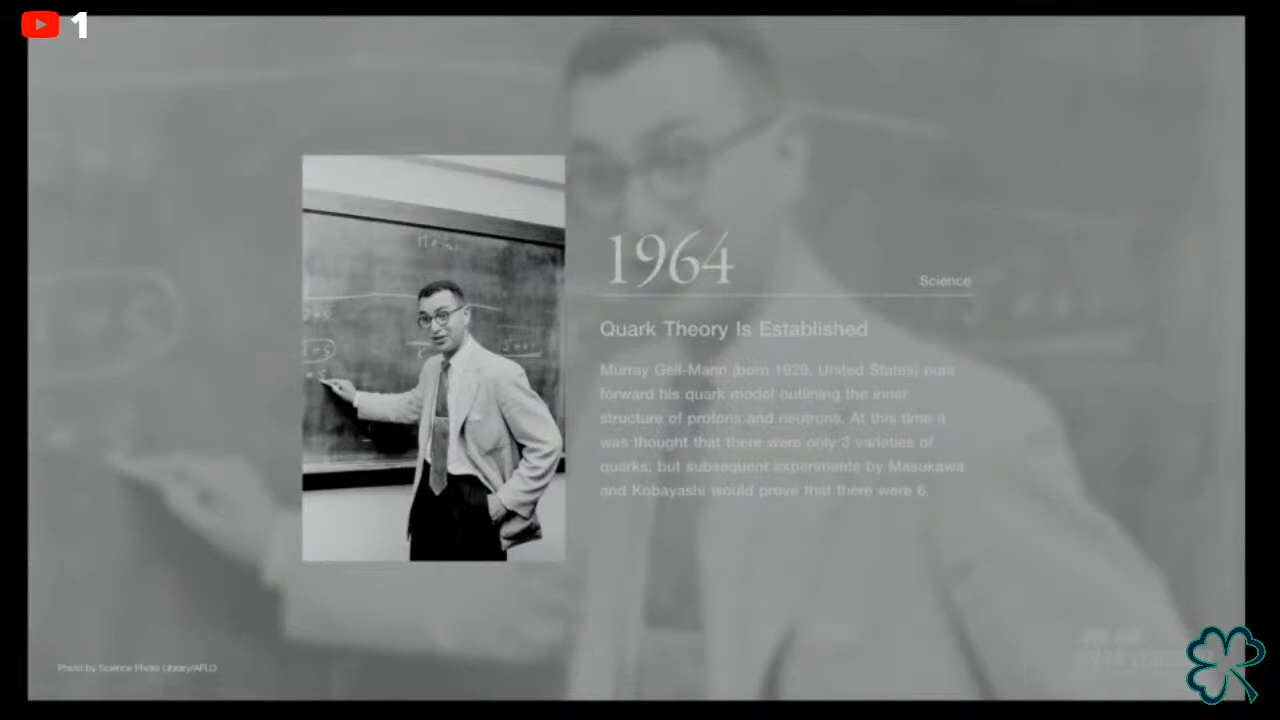 1
1964
Science
Quark Theory Is Established
Murray Gell-Mann (born 1929, United States) puts
forward his quark model outlining the inner
structure of protons and neutrons. At this time it
was thought that there were only 3 varieties of
quarks, but subsequent experiments by Masukawa
and Kobayashi would prove that there were 6.
Photo by Science Photo Library/AFLO